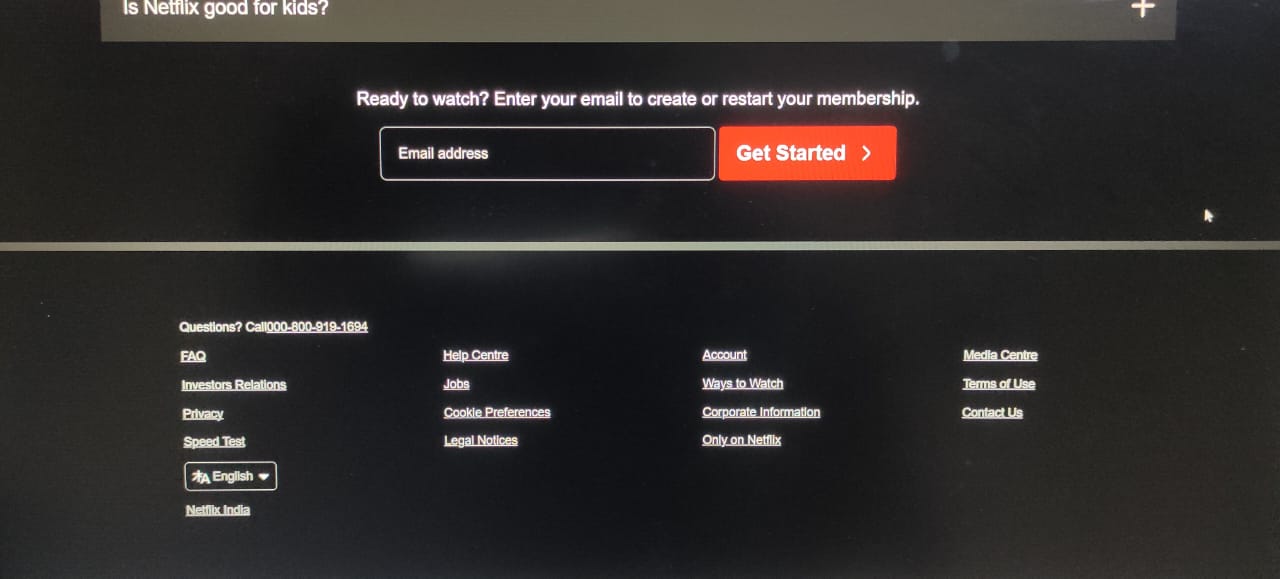 Is Netflix good for kids?
Ready to watch? Enter your email to create or restart your membership.
Email address
Get Started
Questions? Call000-800-919-1694
FAQ
Help Centre
Account
Media Centre
Investors Relations
Jobs
Ways to Watch
Terms of Use
Privacy
Cookie Preferences
Corporate Information
Contact Us
Speed Test
Legal Notices
Only on Netflix
English
Netflix India